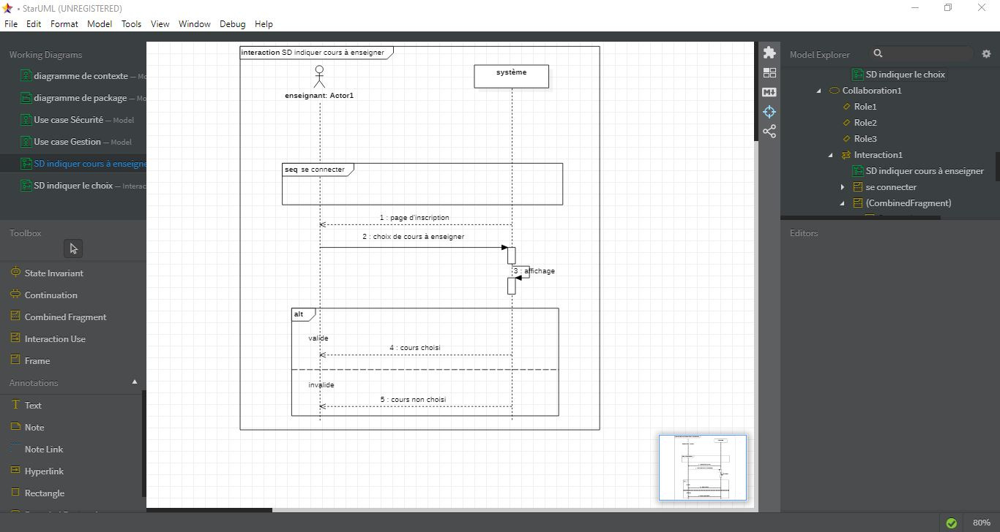 • StarUML (UNREGISTERED)
File Edit Format Model Tools View Window Debug Help
Working Diagrams
diagramme de contexte — Mo
diagramme de package — Mo
Use case Sécurité — Model
Use case Gestion — Model
SD indiquer cours à enseigne
SD indiquer le choix — Interac
Toolbox
State Invariant
Continuation
Combined Fragment
Interaction Use
Frame
Annotations
Text
Note
Note Link
Hyperlink
Rectangle
interaction SD indiquer cours à enseigner
enseignant: Actor1
système
seq se connecter
1 : page d'inscription
2 : choix de cours à enseigner
3 : affichage
alt
valide
4 : cours choisi
invalide
5 : cours non choisi
Model Explorer
SD indiquer le choix
Collaboration1
Role1
Role2
Role3
Interaction1
SD indiquer cours à enseigner
se connecter
(CombinedFragment)
Editors
80%